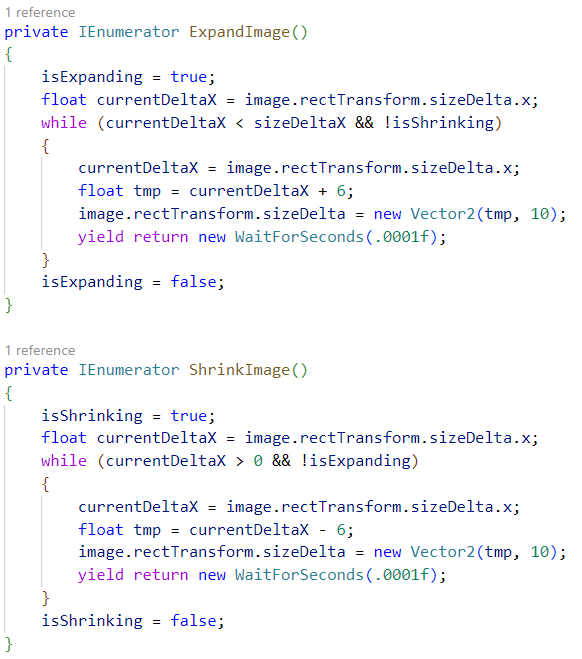 1 reference
private IEnumerator ExpandImage()
{
isExpanding = true;
float currentDeltaX = image.rectTransform.sizeDelta.x;
while (currentDeltaX < sizeDeltaX && !isShrinking)
{
currentDeltaX = image.rectTransform.sizeDelta.x;
float tmp = currentDeltaX + 6;
image.rectTransform.sizeDelta = new Vector2(tmp, 10);
yield return new WaitForSeconds(.0001f);
}
isExpanding = false;
}
1 reference
private IEnumerator ShrinkImage()
{
isShrinking = true;
float currentDeltaX = image.rectTransform.sizeDelta.x;
while (currentDeltaX > 0 && !isExpanding)
{
currentDeltaX = image.rectTransform.sizeDelta.x;
float tmp = currentDeltaX - 6;
image.rectTransform.sizeDelta = new Vector2(tmp, 10);
yield return new WaitForSeconds(.0001f);
}
isShrinking = false;
}